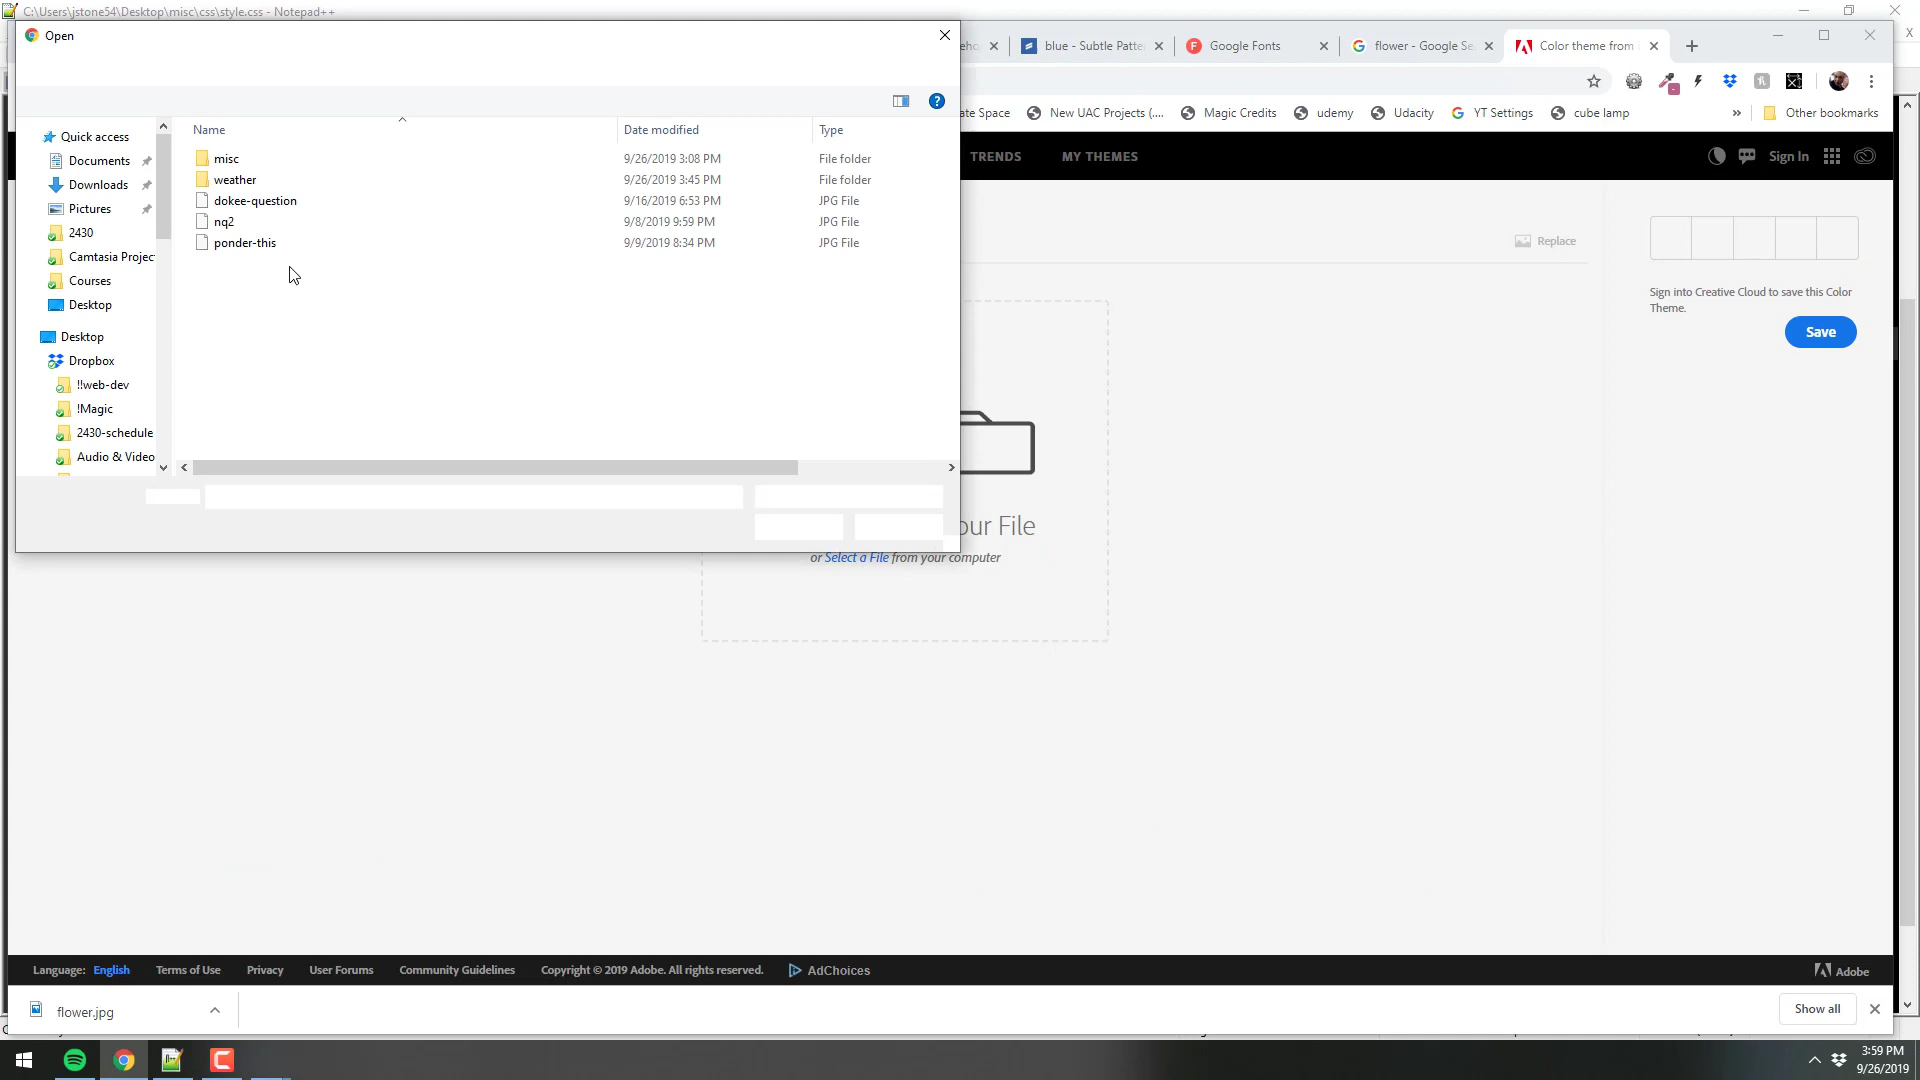 C:\Users\jstone54\Desktop\misc\css\style.css - Notepad++
Open
blue - Subtle Patte
Google Fonts
flower - Google Se
Color theme from
ate Space
New UAC Projects (....
Magic Credits
udemy
Udacity
YT Settings
cube lamp
»
Other bookmarks
Name
Date modified
Type
Quick access
Documents
Downloads
Pictures
2430
Camtasia Projec
Courses
Desktop
Desktop
Dropbox
!!web-dev
!Magic
2430-schedule
Audio & Video
misc 9/26/2019 3:08 PM File folder
weather 9/26/2019 3:45 PM File folder
dokee-question 9/16/2019 6:53 PM JPG File
nq2 9/8/2019 9:59 PM JPG File
ponder-this 9/9/2019 8:34 PM JPG File
TRENDS
MY THEMES
Sign In
Replace
Sign into Creative Cloud to save this Color
Theme.
Save
our File
or Select a File from your computer
Language: English
Terms of Use
Privacy
User Forums
Community Guidelines
Copyright © 2019 Adobe. All rights reserved.
AdChoices
Adobe
flower.jpg
Show all
3:59 PM
9/26/2019